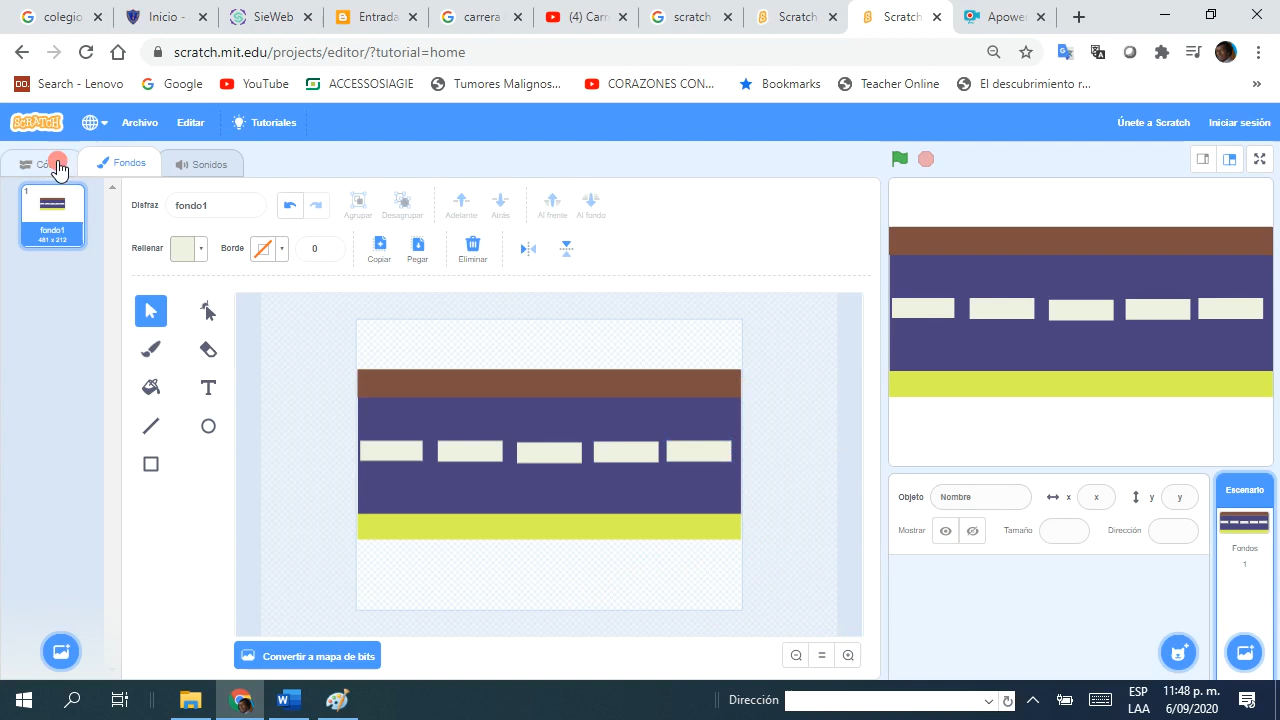 colegio
Inicio -
SieWeb
Entrada
carrera
(4) Carr
scratch
Scratch
Scratch
Apower
scratch.mit.edu/projects/editor/?tutorial=home
DO. Search - Lenovo
Google
YouTube
ACCESSOSIAGIE
Tumores Malignos...
CORAZONES CON...
Bookmarks
Teacher Online
El descubrimiento r...
»
SCRATCH
Archivo
Editar
Tutoriales
Únete a Scratch
Iniciar sesión
Fondos
Sonidos
1
fondo1
481 x 212
Disfraz
fondo1
Agrupar
Desagrupar
Adelante
Atrás
Al frente
Al fondo
Rellenar
Borde
0
Copiar
Pegar
Eliminar
T
Convertir a mapa de bits
Objeto
Nombre
x
x
y
y
Mostrar
Tamaño
Dirección
Escenario
Fondos
1
Dirección
ESP
LAA
11:48 p. m.
6/09/2020